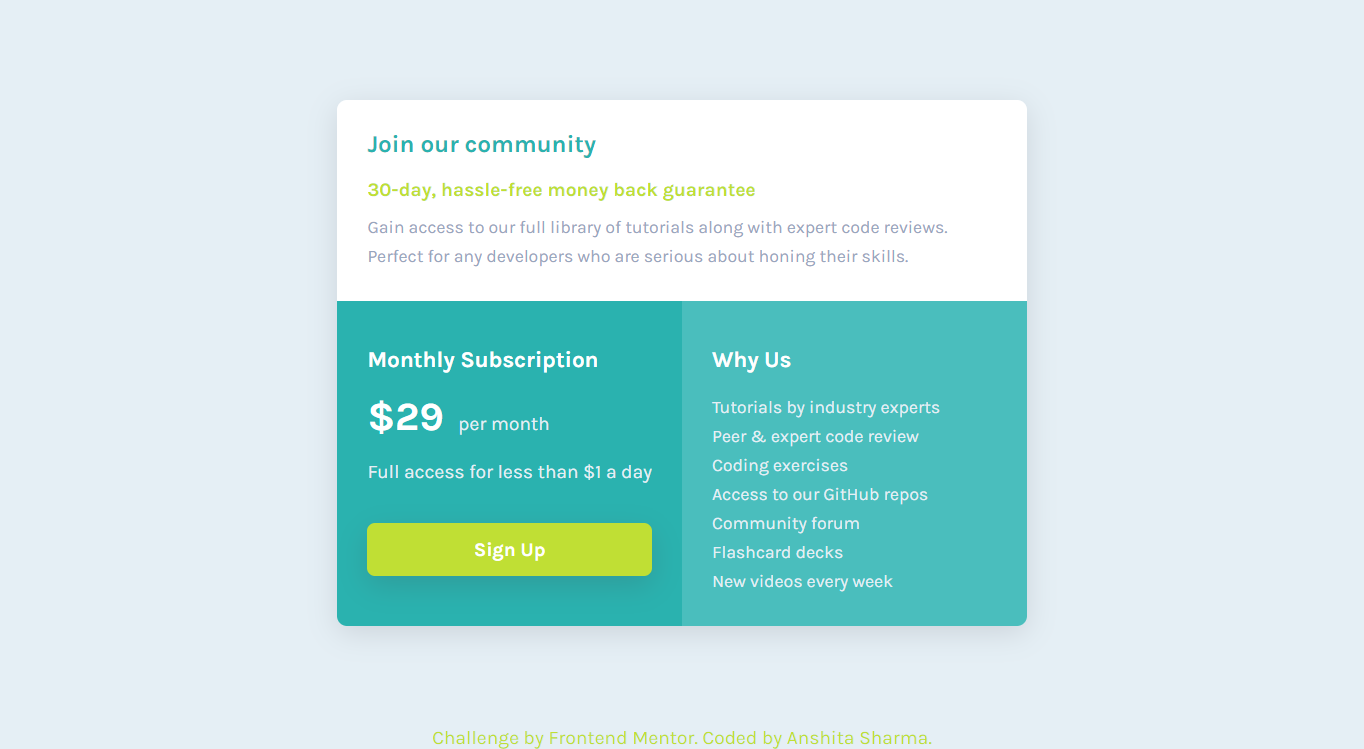 Join our community
30-day, hassle-free money back guarantee
Gain access to our full library of tutorials along with expert code reviews.
Perfect for any developers who are serious about honing their skills.
Monthly Subscription
$29 per month
Full access for less than $1 a day
Sign Up
Why Us
Tutorials by industry experts
Peer & expert code review
Coding exercises
Access to our GitHub repos
Community forum
Flashcard decks
New videos every week
Challenge by Frontend Mentor. Coded by Anshita Sharma.